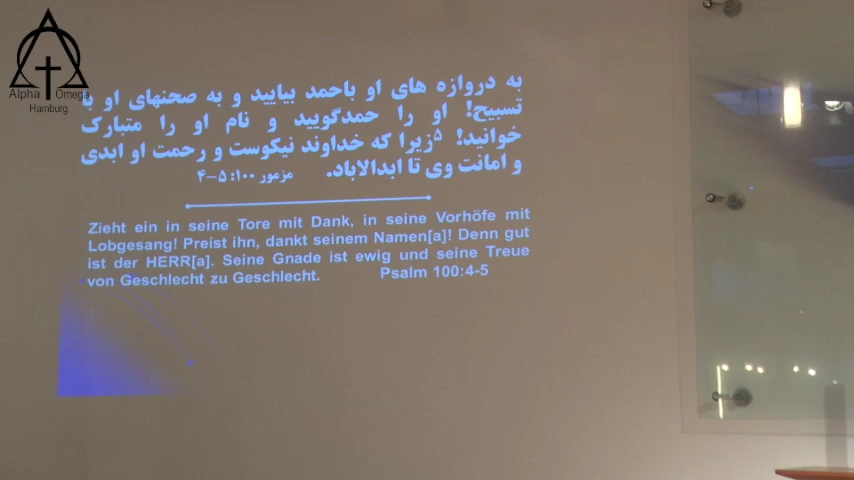 Alpha Omega
Hamburg
به دروازه های او باحمد بیایید و به صحنهای او با
تسبیح! او را حمدگویید و نام او را متبارک
خوانید! ۵زیرا که خداوند نیکوست و رحمت او ابدی
و امانت وی تا ابدالاباد. مزمور ۱۰۰: ۵-۴
Zieht ein in seine Tore mit Dank, in seine Vorhöfe mit
Lobgesang! Preist ihn, dankt seinem Namen[a]! Denn gut
ist der HERR[a]. Seine Gnade ist ewig und seine Treue
von Geschlecht zu Geschlecht. Psalm 100:4-5